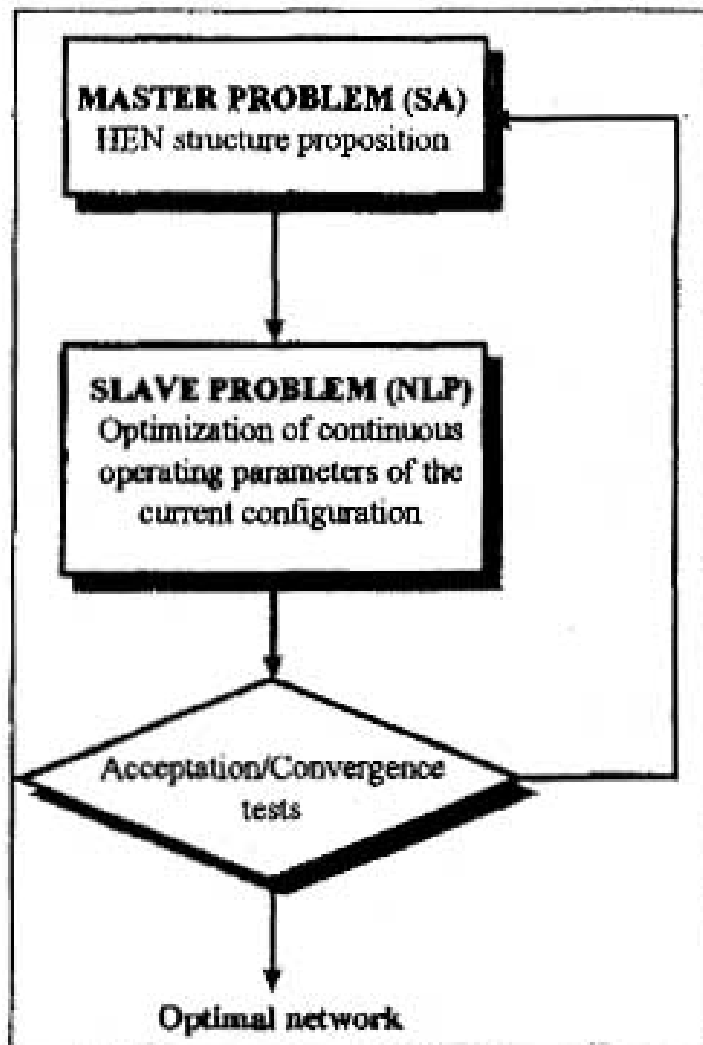 MASTER PROBLEM (SA)
HEN structure proposition
SLAVE PROBLEM (NLP)
Optimization of continuous
operating parameters of the
current configuration
Acceptation/Convergence
tests
Optimal network